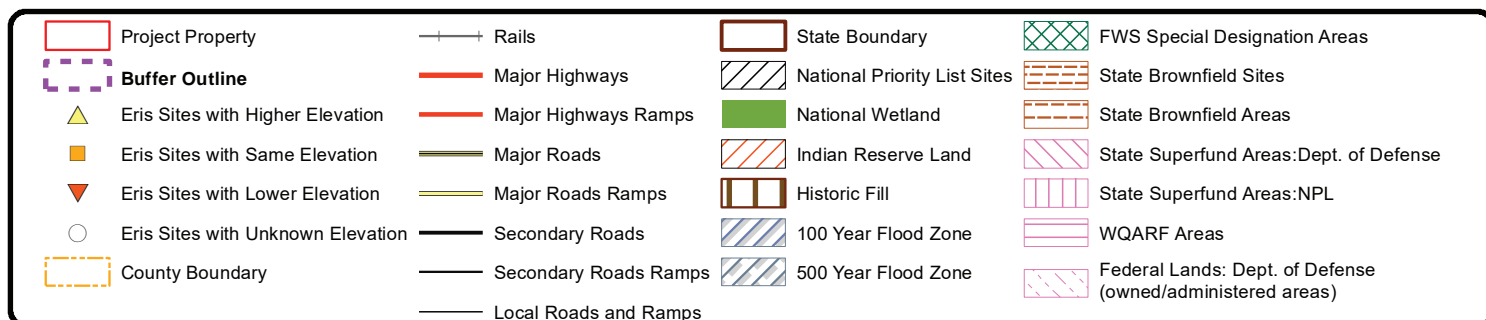 Project Property
Buffer Outline
Eris Sites with Higher Elevation
Eris Sites with Same Elevation
Eris Sites with Lower Elevation
Eris Sites with Unknown Elevation
County Boundary
Rails
Major Highways
Major Highways Ramps
Major Roads
Major Roads Ramps
Secondary Roads
Secondary Roads Ramps
Local Roads and Ramps
State Boundary
National Priority List Sites
National Wetland
Indian Reserve Land
Historic Fill
100 Year Flood Zone
500 Year Flood Zone
FWS Special Designation Areas
State Brownfield Sites
State Brownfield Areas
State Superfund Areas:Dept. of Defense
State Superfund Areas:NPL
WQARF Areas
Federal Lands: Dept. of Defense
(owned/administered areas)